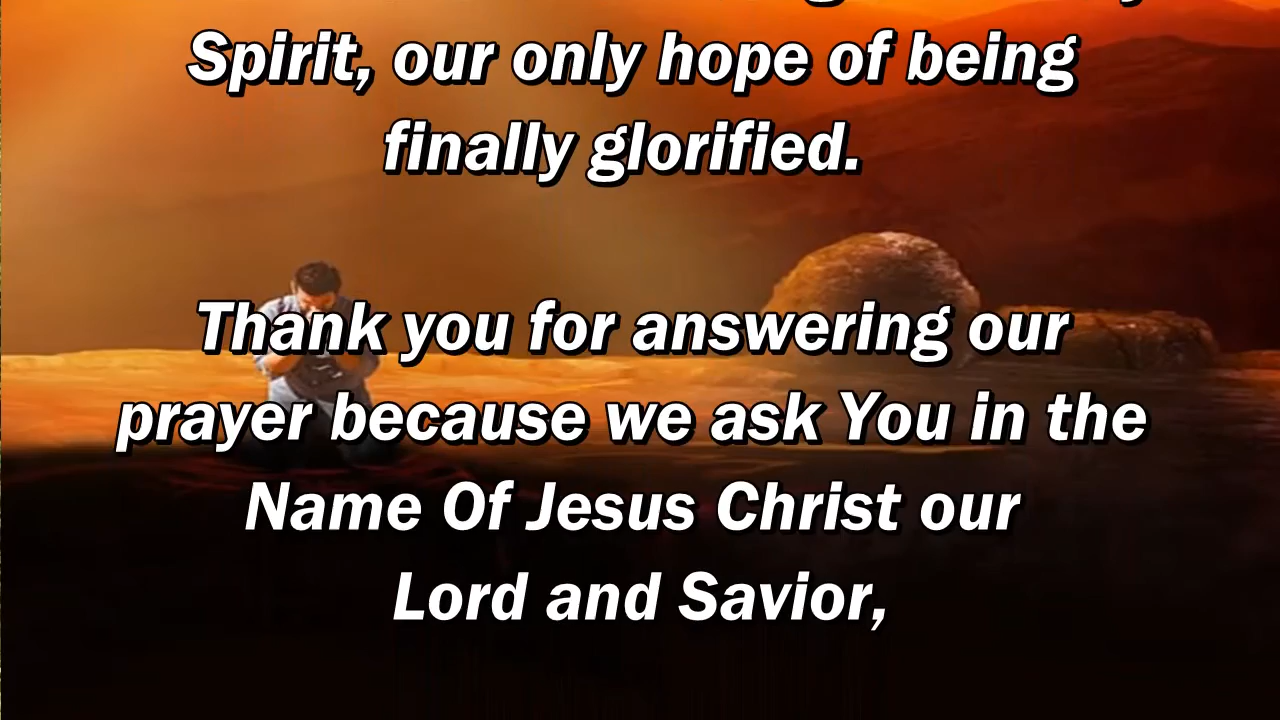 Spirit, our only hope of being
finally glorified.
Thank you for answering our
prayer because we ask You in the
Name Of Jesus Christ our
Lord and Savior,